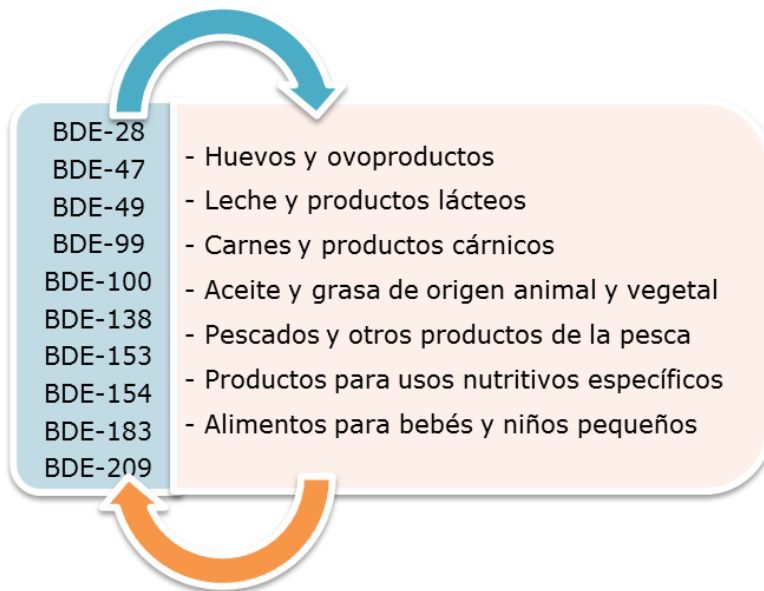 BDE-28
BDE-47
BDE-49
BDE-99
BDE-100
BDE-138
BDE-153
BDE-154
BDE-183
BDE-209
- Huevos y ovoproductos
- Leche y productos lácteos
- Carnes y productos cárnicos
- Aceite y grasa de origen animal y vegetal
- Pescados y otros productos de la pesca
- Productos para usos nutritivos específicos
- Alimentos para bebés y niños pequeños